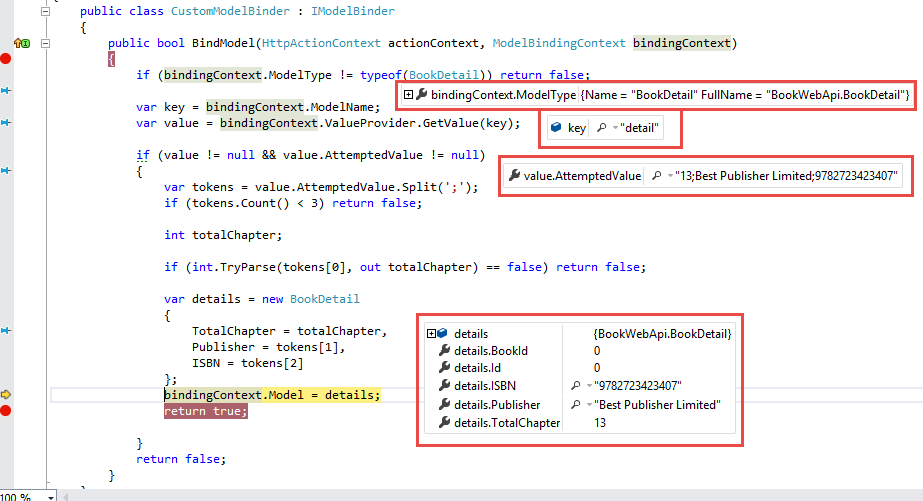 public class CustomModelBinder : IModelBinder
{
public bool BindModel(HttpActionContext actionContext, ModelBindingContext bindingContext)
{
if (bindingContext.ModelType != typeof(BookDetail)) return false;
bindingContext.ModelType {Name = "BookDetail" FullName = "BookWebApi.BookDetail"}
var key = bindingContext.ModelName;
var value = bindingContext.ValueProvider.GetValue(key);
key "detail"
if (value != null && value.AttemptedValue != null)
{
value.AttemptedValue "13;Best Publisher Limited;9782723423407"
var tokens = value.AttemptedValue.Split(';');
if (tokens.Count() < 3) return false;
int totalChapter;
if (int.TryParse(tokens[0], out totalChapter) == false) return false;
var details = new BookDetail
{
TotalChapter = totalChapter,
Publisher = tokens[1],
ISBN = tokens[2]
};
details {BookWebApi.BookDetail}
details.BookId 0
details.Id 0
details.ISBN "9782723423407"
details.Publisher "Best Publisher Limited"
details.TotalChapter 13
bindingContext.Model = details;
return true;
}
return false;
}
100 %